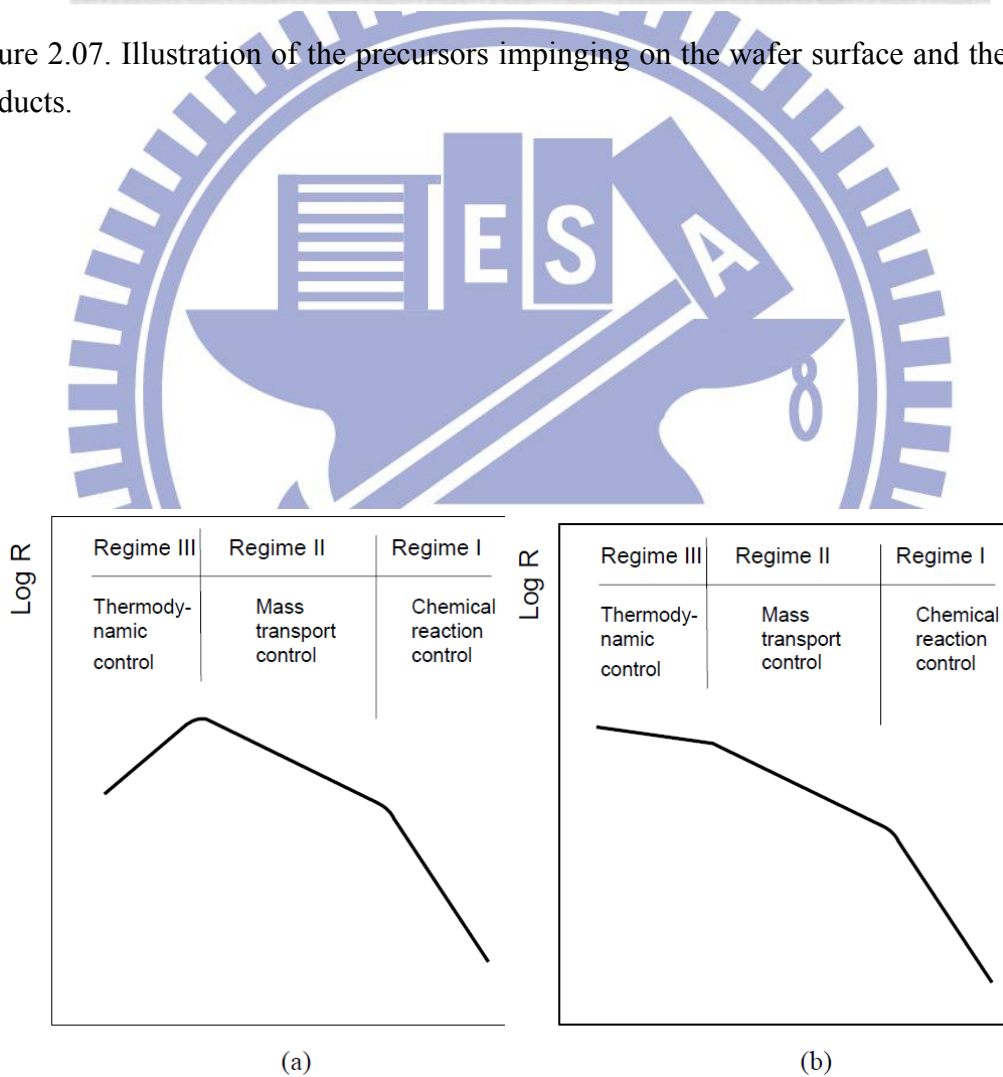 ure 2.07. Illustration of the precursors impinging on the wafer surface and the
ducts.
E S A
Log R
Regime III Regime II Regime I
Thermody-
namic
control
Mass
transport
control
Chemical
reaction
control
(a)
Log R
Regime III Regime II Regime I
Thermody-
namic
control
Mass
transport
control
Chemical
reaction
control
(b)